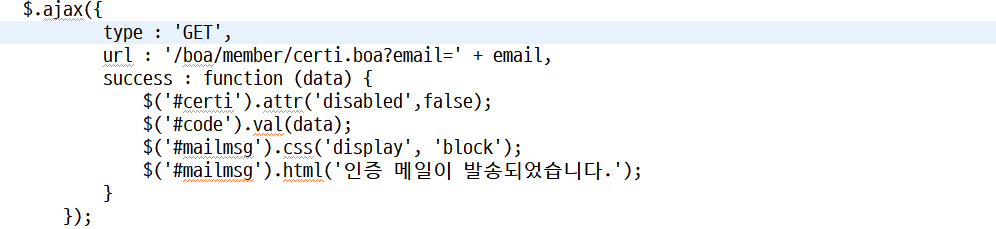 $.ajax({
type : 'GET',
url : '/boa/member/certi.boa?email=' + email,
success : function (data) {
$('#certi').attr('disabled',false);
$('#code').val(data);
$('#mailmsg').css('display', 'block');
$('#mailmsg').html('인증 메일이 발송되었습니다.');
}
});